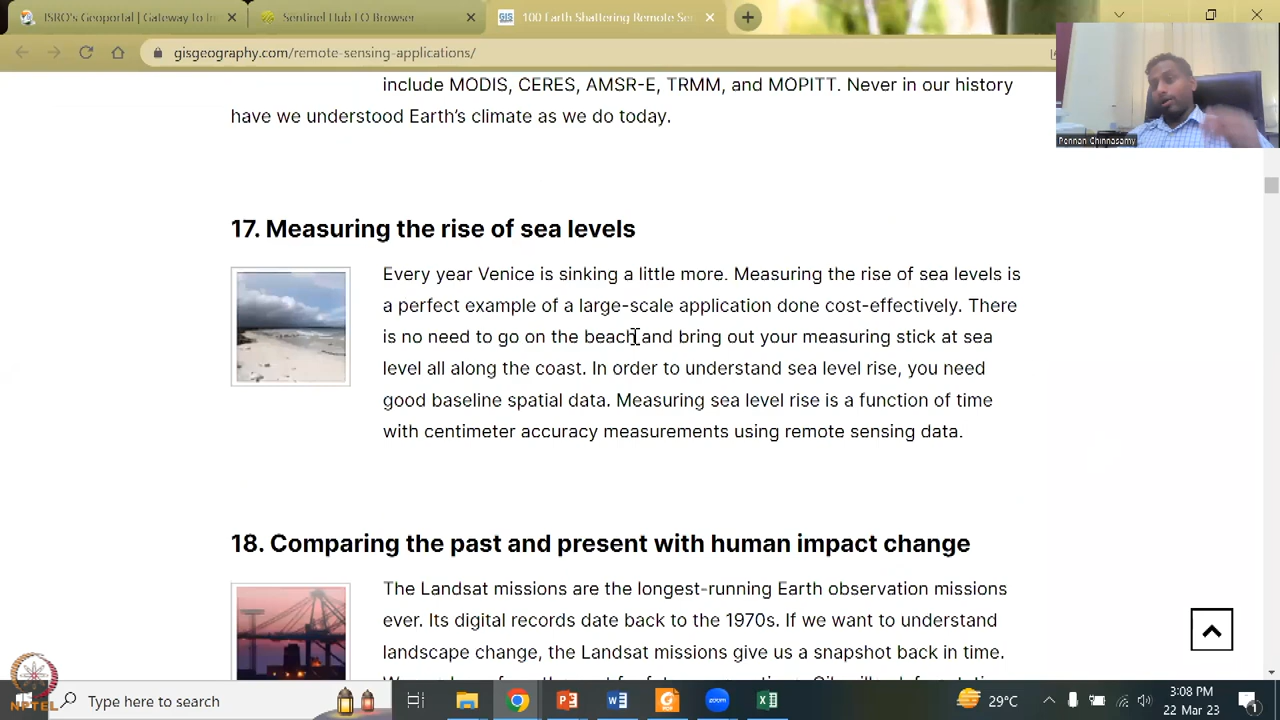 ISRO's Geoportal | Gateway to In
Sentinel Hub EO Browser
GIS
100 Earth Shattering Remote Se
gisgeography.com/remote-sensing-applications/
include MODIS, CERES, AMSR-E, TRMM, and MOPITT. Never in our history
have we understood Earth's climate as we do today.
Pennan Chinnasamy
17. Measuring the rise of sea levels
Every year Venice is sinking a little more. Measuring the rise of sea levels is
a perfect example of a large-scale application done cost-effectively. There
is no need to go on the beach and bring out your measuring stick at sea
level all along the coast. In order to understand sea level rise, you need
good baseline spatial data. Measuring sea level rise is a function of time
with centimeter accuracy measurements using remote sensing data.
18. Comparing the past and present with human impact change
The Landsat missions are the longest-running Earth observation missions
ever. Its digital records date back to the 1970s. If we want to understand
landscape change, the Landsat missions give us a snapshot back in time.
NPTEL
Type here to search
zoom
29°C
3:08 PM
22 Mar 23
1